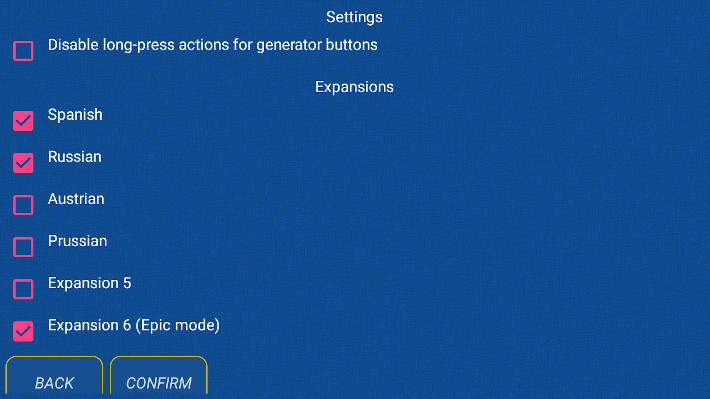 Settings
Disable long-press actions for generator buttons
Expansions
Spanish
Russian
Austrian
Prussian
Expansion 5
Expansion 6 (Epic mode)
BACK CONFIRM